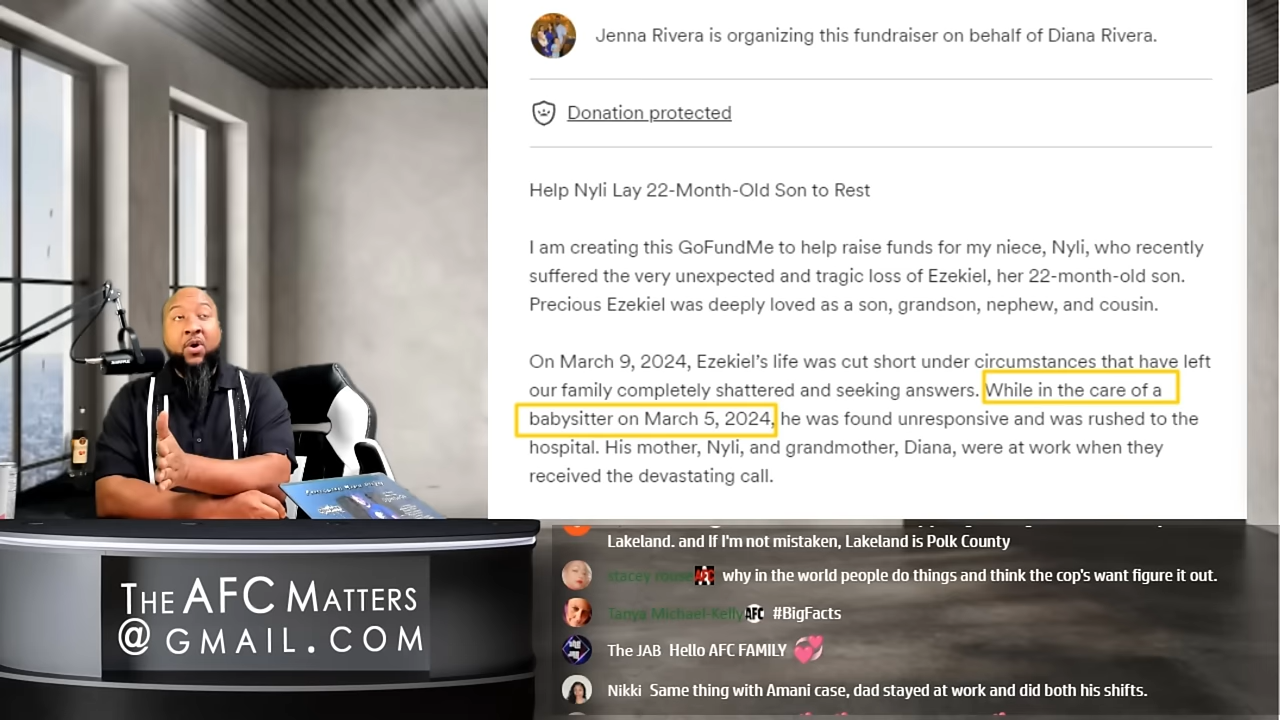 Jenna Rivera is organizing this fundraiser on behalf of Diana Rivera.
Donation protected
Help Nyli Lay 22-Month-Old Son to Rest
I am creating this GoFundMe to help raise funds for my niece, Nyli, who recently
suffered the very unexpected and tragic loss of Ezekiel, her 22-month-old son.
Precious Ezekiel was deeply loved as a son, grandson, nephew, and cousin.
On March 9, 2024, Ezekiel’s life was cut short under circumstances that have left
our family completely shattered and seeking answers. While in the care of a
babysitter on March 5, 2024, he was found unresponsive and was rushed to the
hospital. His mother, Nyli, and grandmother, Diana, were at work when they
received the devastating call.
Lakeland. and If I'm not mistaken, Lakeland is Polk County
stacey rouse AFC why in the world people do things and think the cop's want figure it out.
Tanya Michael-Kelly AFC #BigFacts
The JAB Hello AFC FAMILY
Nikki Same thing with Amani case, dad stayed at work and did both his shifts.
THE AFC MATTERS
@GMAIL.COM